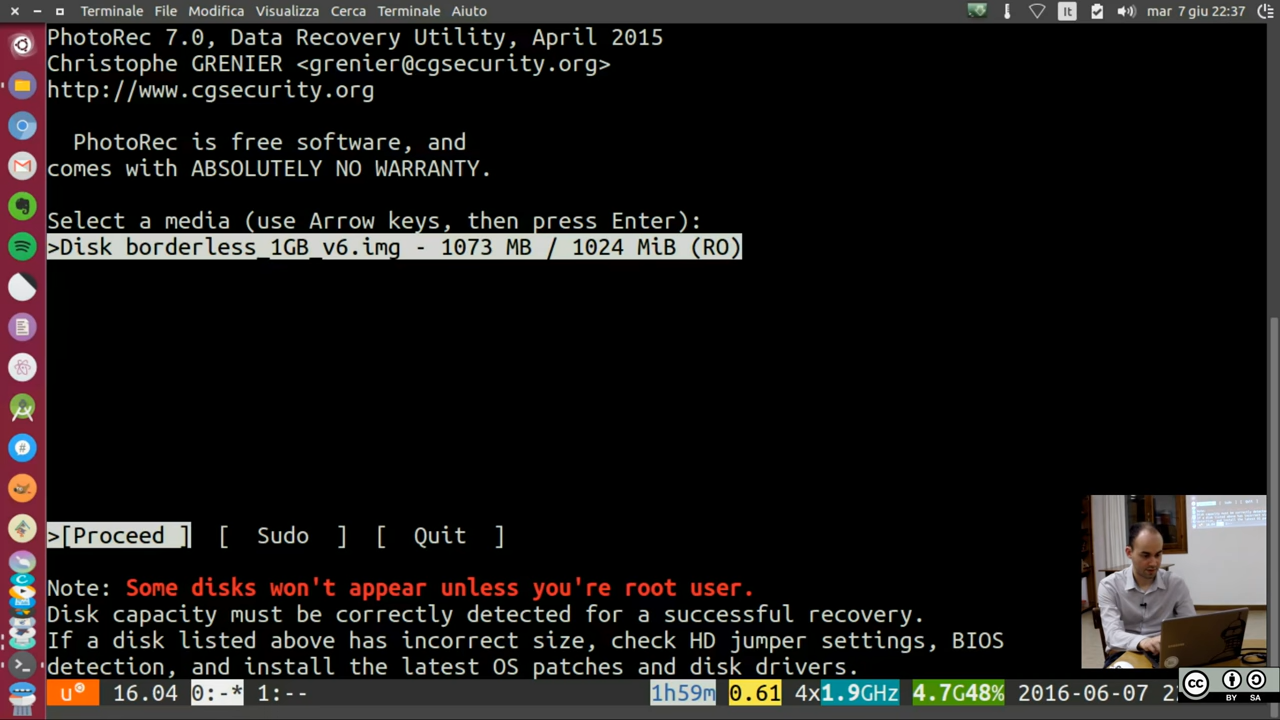 Terminale File Modifica Visualizza Cerca Terminale Aiuto It mar 7 giu 22:37
PhotoRec 7.0, Data Recovery Utility, April 2015
Christophe GRENIER <grenier@cgsecurity.org>
http://www.cgsecurity.org
PhotoRec is free software, and
comes with ABSOLUTELY NO WARRANTY.
Select a media (use Arrow keys, then press Enter):
>Disk borderless_1GB_v6.img - 1073 MB / 1024 MiB (RO)
>[Proceed ] [ Sudo ] [ Quit ]
Note: Some disks won't appear unless you're root user.
Disk capacity must be correctly detected for a successful recovery.
If a disk listed above has incorrect size, check HD jumper settings, BIOS
detection, and install the latest OS patches and disk drivers.
u 16.04 0:-* 1:-- 1h59m 0.61 4x1.9GHz 4.7G48% 2016-06-07
cc BY SA